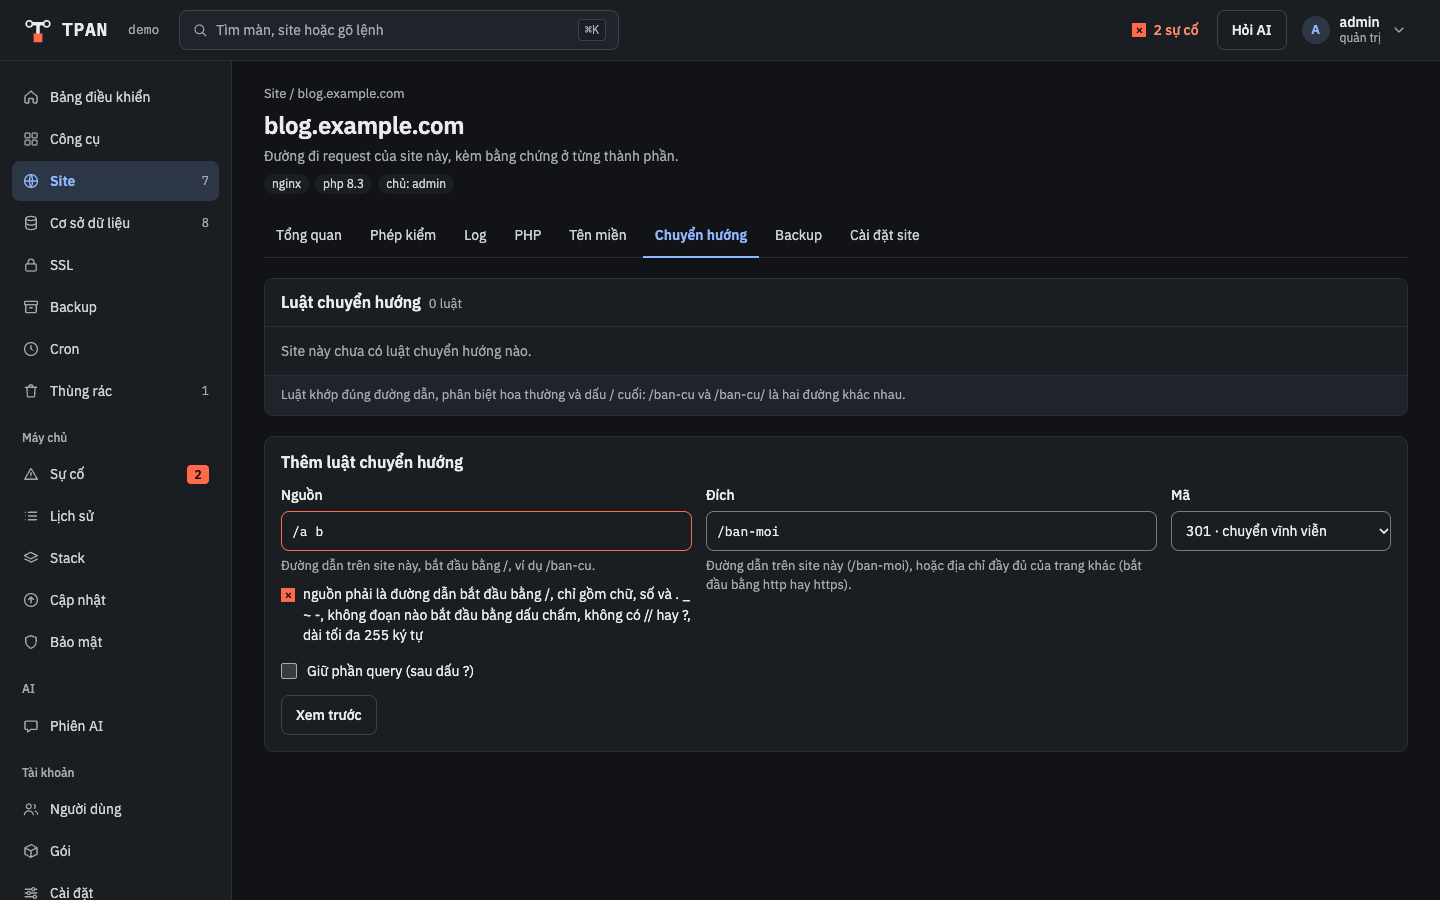 TPAN
demo
Tìm màn, site hoặc gõ lệnh
⌘K
2 sự cố
Hỏi AI
A
admin
quản trị
Bảng điều khiển
Công cụ
Site
7
Cơ sở dữ liệu
8
SSL
Backup
Cron
Thùng rác
1
Máy chủ
Sự cố
2
Lịch sử
Stack
Cập nhật
Bảo mật
AI
Phiên AI
Tài khoản
Người dùng
Gói
Cài đặt
Site / blog.example.com
blog.example.com
Đường đi request của site này, kèm bằng chứng ở từng thành phần.
nginx
php 8.3
chủ: admin
Tổng quan
Phép kiểm
Log
PHP
Tên miền
Chuyển hướng
Backup
Cài đặt site
Luật chuyển hướng 0 luật
Site này chưa có luật chuyển hướng nào.
Luật khớp đúng đường dẫn, phân biệt hoa thường và dấu / cuối: /ban-cu và /ban-cu/ là hai đường khác nhau.
Thêm luật chuyển hướng
Nguồn
/a b
Đường dẫn trên site này, bắt đầu bằng /, ví dụ /ban-cu.
nguồn phải là đường dẫn bắt đầu bằng /, chỉ gồm chữ, số và . _
~ -, không đoạn nào bắt đầu bằng dấu chấm, không có // hay ?,
dài tối đa 255 ký tự
Đích
/ban-moi
Đường dẫn trên site này (/ban-moi), hoặc địa chỉ đầy đủ của trang khác (bắt
đầu bằng http hay https).
Mã
301 · chuyển vĩnh viễn
Giữ phần query (sau dấu ?)
Xem trước